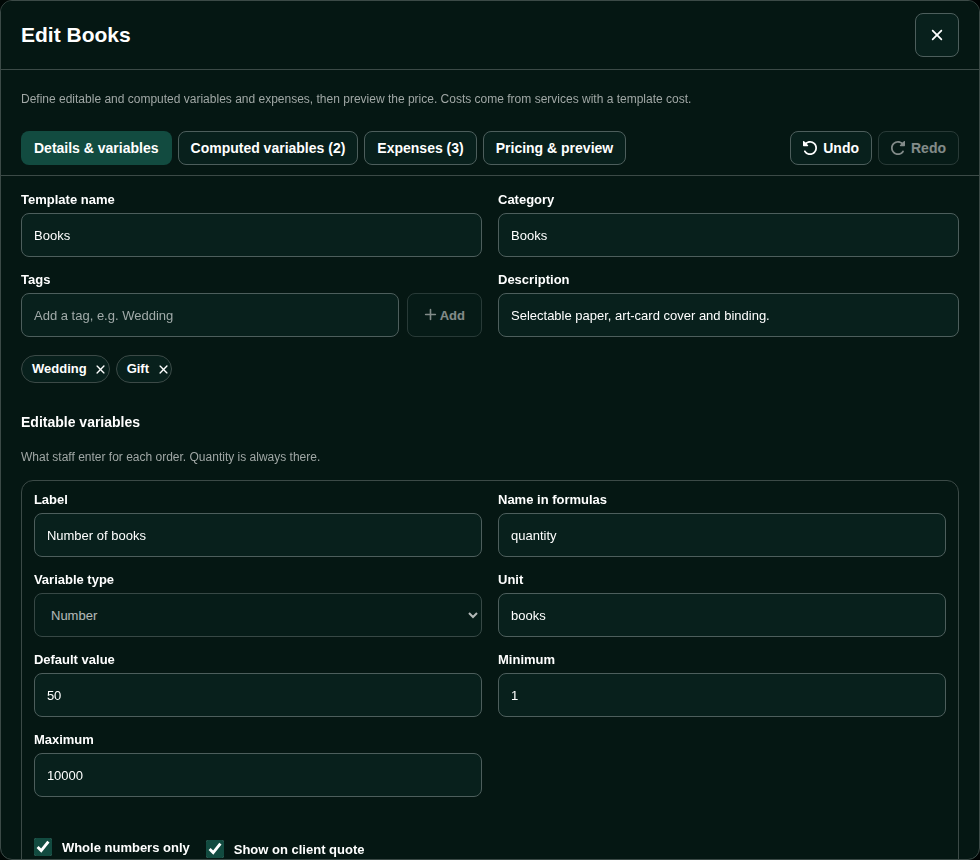 Edit Books
Define editable and computed variables and expenses, then preview the price. Costs come from services with a template cost.
Details & variables Computed variables (2) Expenses (3) Pricing & preview Undo Redo
Template name Category
Books Books
Tags Description
Add a tag, e.g. Wedding Add Selectable paper, art-card cover and binding.
Wedding Gift
Editable variables
What staff enter for each order. Quantity is always there.
Label Name in formulas
Number of books quantity
Variable type Unit
Number books
Default value Minimum
50 1
Maximum
10000
Whole numbers only Show on client quote